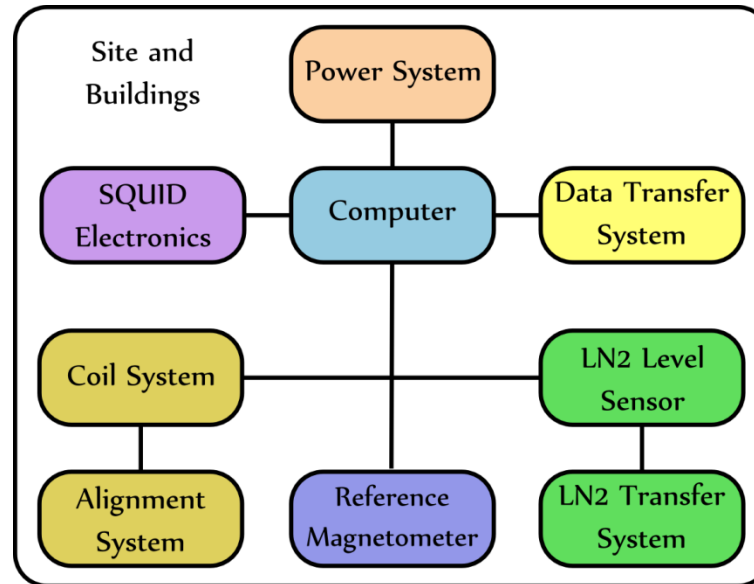 Site and
Buildings
Power System
SQUID
Electronics
Computer
Data Transfer
System
Coil System
LN2 Level
Sensor
Alignment
System
Reference
Magnetometer
LN2 Transfer
System